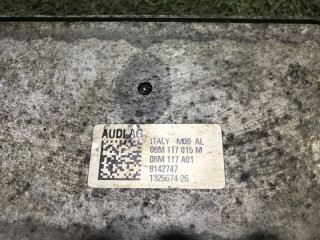 AUDI AG
ITALY M09 AL
06M 117 015 M
06M 117 A01
8142747
1325674-26